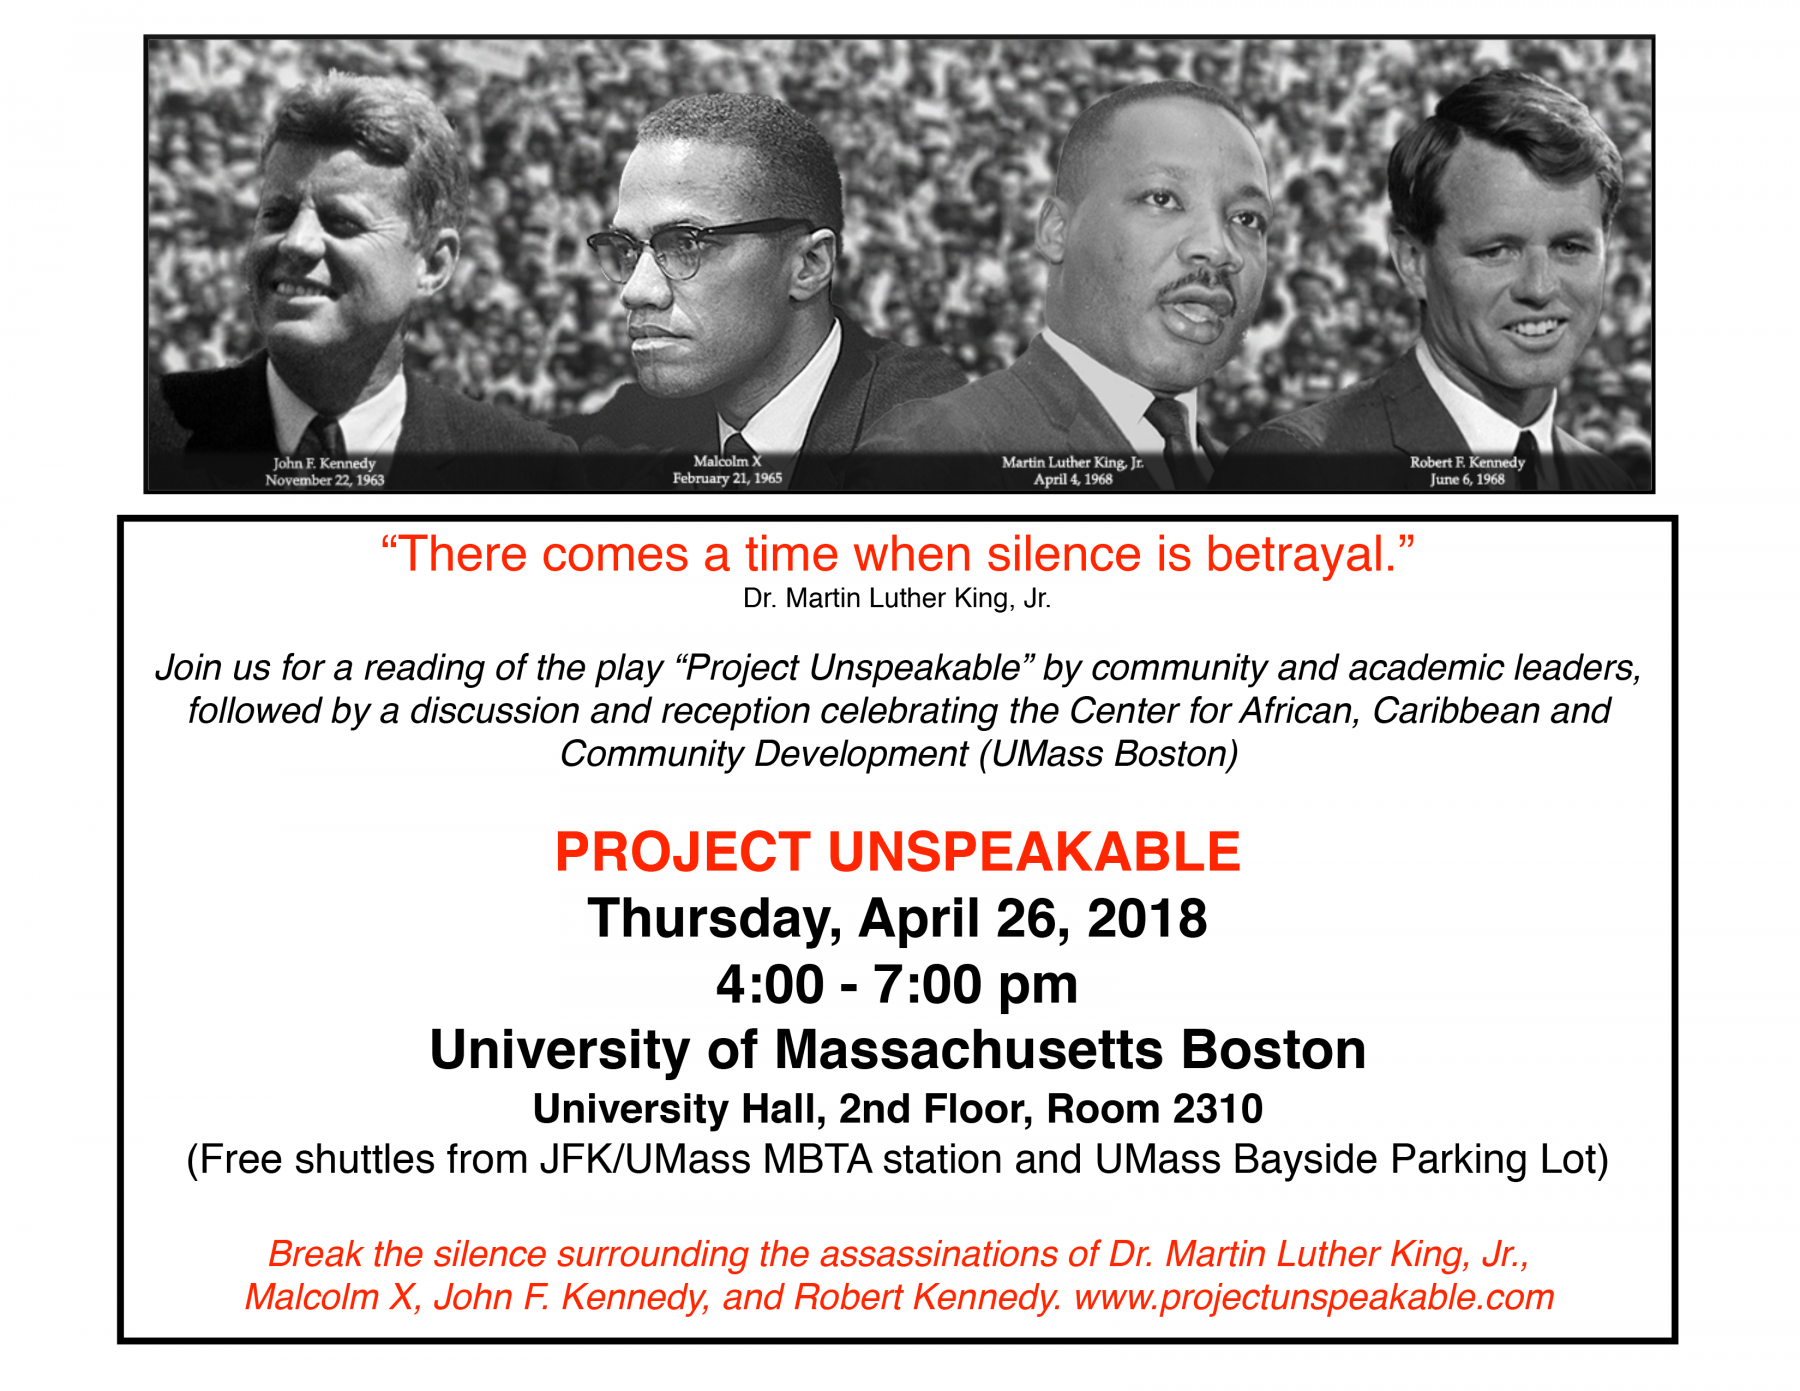 John F. Kennedy
November 22, 1963
Malcolm X
February 21, 1965
Martin Luther King, Jr.
April 4, 1968
Robert F. Kennedy
June 6, 1968
“There comes a time when silence is betrayal.”
Dr. Martin Luther King, Jr.
Join us for a reading of the play “Project Unspeakable” by community and academic leaders,
followed by a discussion and reception celebrating the Center for African, Caribbean and
Community Development (UMass Boston)
PROJECT UNSPEAKABLE
Thursday, April 26, 2018
4:00 - 7:00 pm
University of Massachusetts Boston
University Hall, 2nd Floor, Room 2310
(Free shuttles from JFK/UMass MBTA station and UMass Bayside Parking Lot)
Break the silence surrounding the assassinations of Dr. Martin Luther King, Jr.,
Malcolm X, John F. Kennedy, and Robert Kennedy. www.projectunspeakable.com